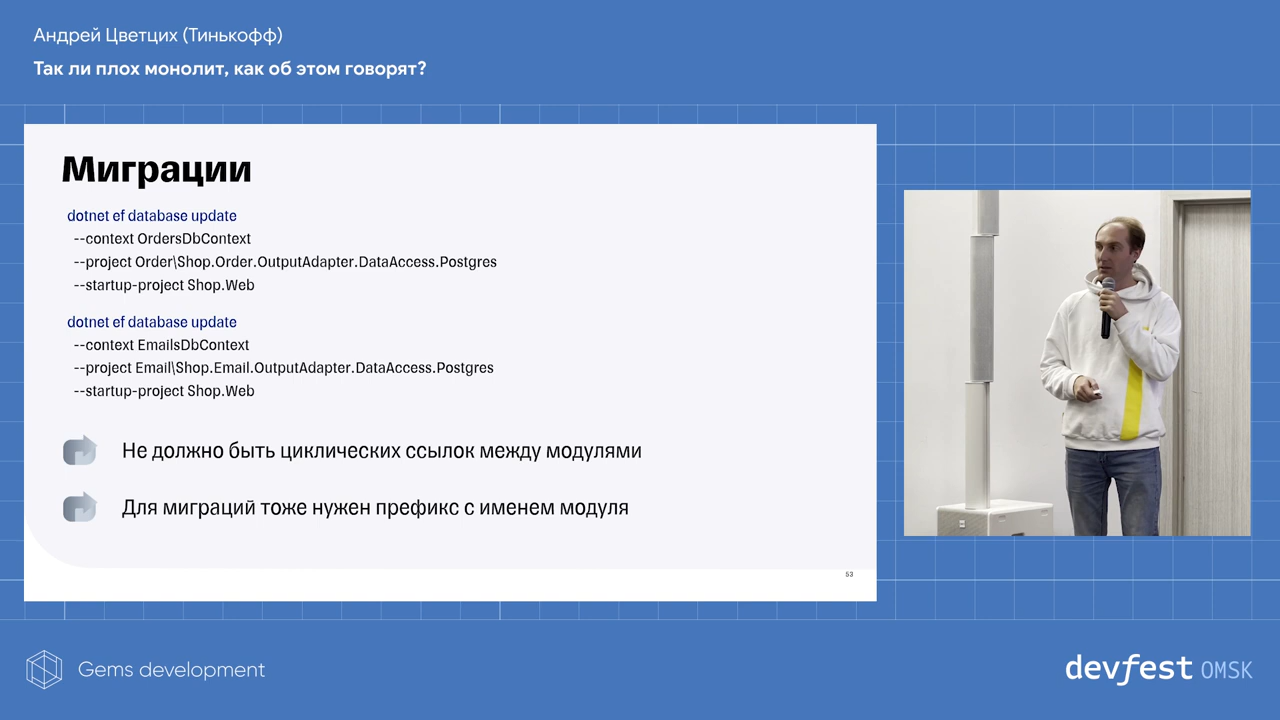 Андрей Цветцих (Тинькофф)
Так ли плох монолит, как об этом говорят?
Миграции
dotnet ef database update
--context OrdersDbContext
--project Order\Shop.Order.OutputAdapter.DataAccess.Postgres
--startup-project Shop.Web
dotnet ef database update
--context EmailsDbContext
--project Email\Shop.Email.OutputAdapter.DataAccess.Postgres
--startup-project Shop.Web
Не должно быть циклических ссылок между модулями
Для миграций тоже нужен префикс с именем модуля
53
Gems development
devfest OMSK